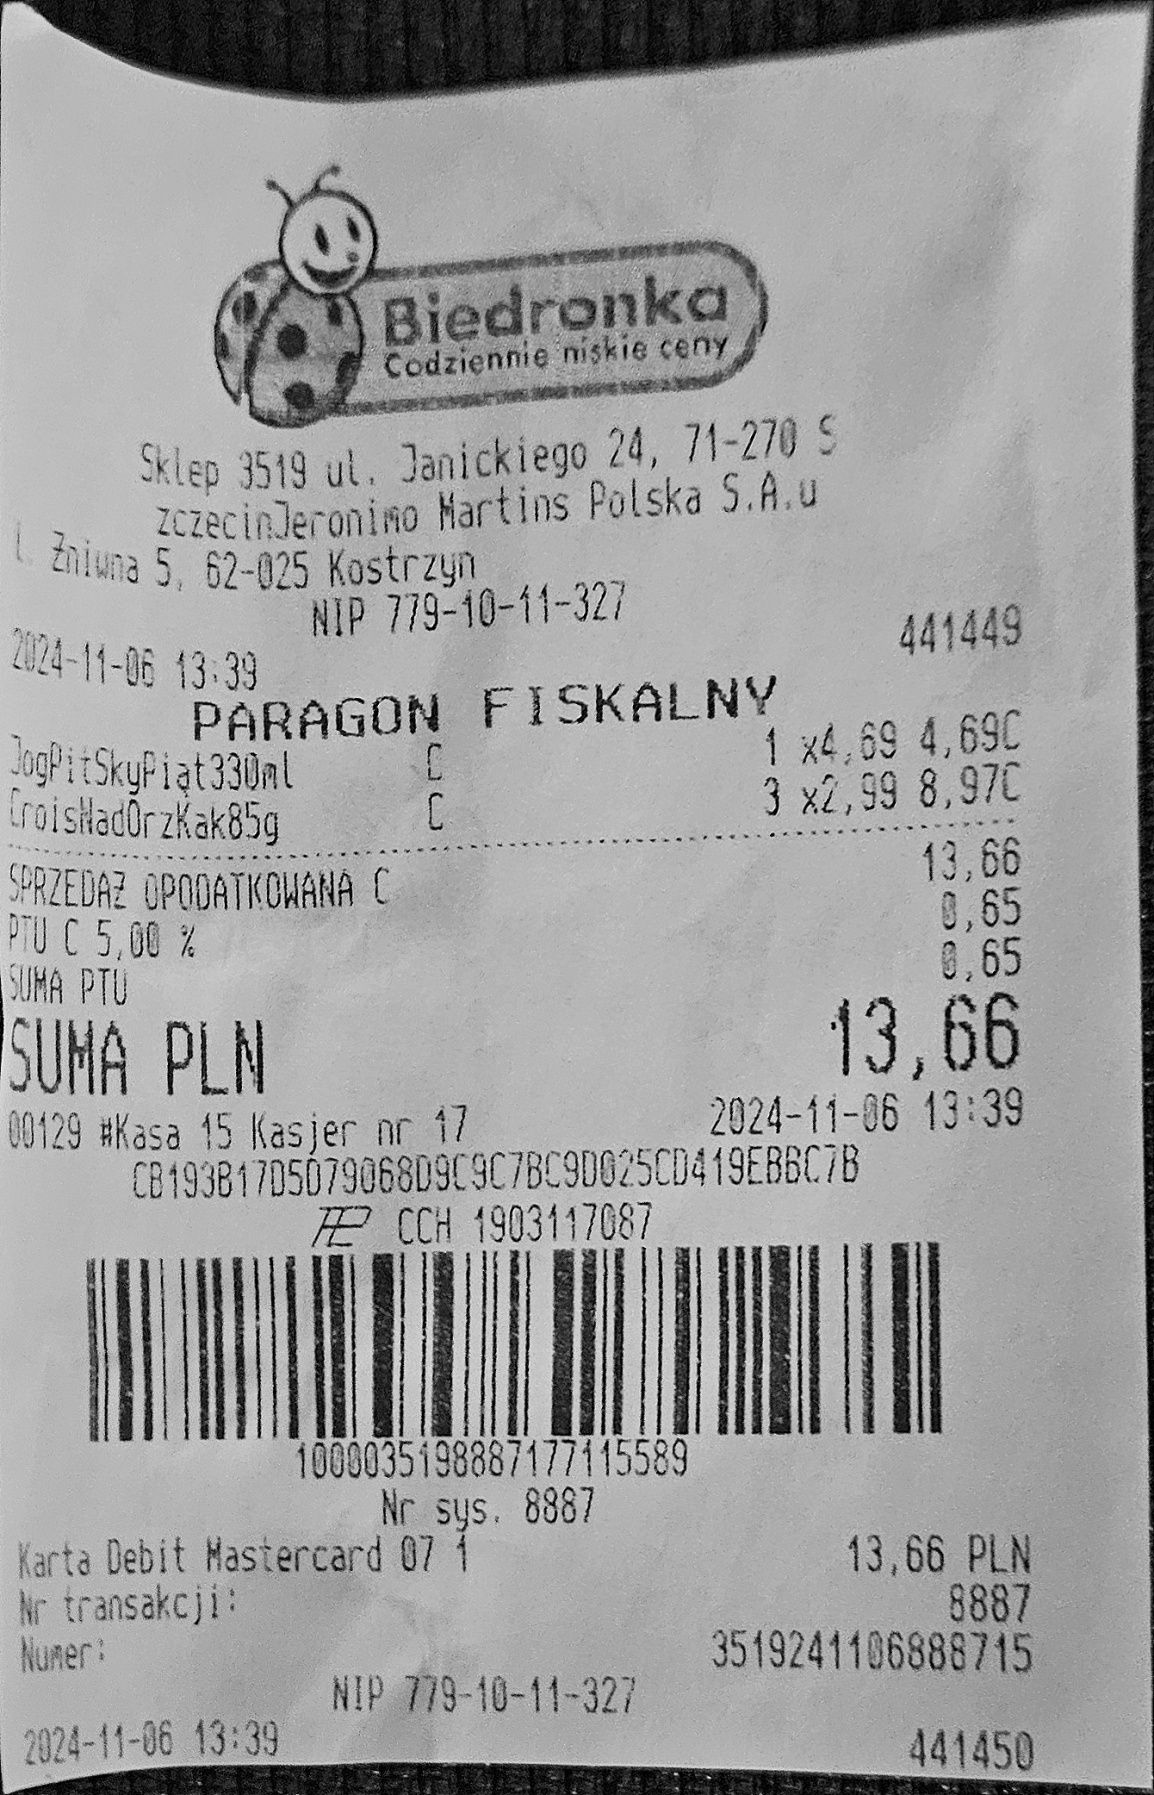 Biedronka
Codziennie niskie ceny
Sklep 3519 ul. Janickiego 24, 71-270 S
zczecinJeronimo Martins Polska S.A.u
l. Żniwna 5, 62-025 Kostrzyn
NIP 779-10-11-327
2024-11-06 13:39 441449
PARAGON FISKALNY
JogPitSkyPiąt330ml C 1 x4,69 4,69C
CroisNadOrzKak85g C 3 x2,99 8,97C
SPRZEDAŻ OPODATKOWANA C 13,66
PTU C 5,00 % 0,65
SUMA PTU 0,65
SUMA PLN 13,66
00129 #Kasa 15 Kasjer nr 17 2024-11-06 13:39
CB193B17D5D79068D9C9C7BC9D025CD419EBBC7B
CCH 1903117087
1000035198887177115589
Nr sys. 8887
Karta Debit Mastercard 07 1 13,66 PLN
Nr transakcji: 8887
Numer: 3519241106888715
NIP 779-10-11-327
2024-11-06 13:39 441450